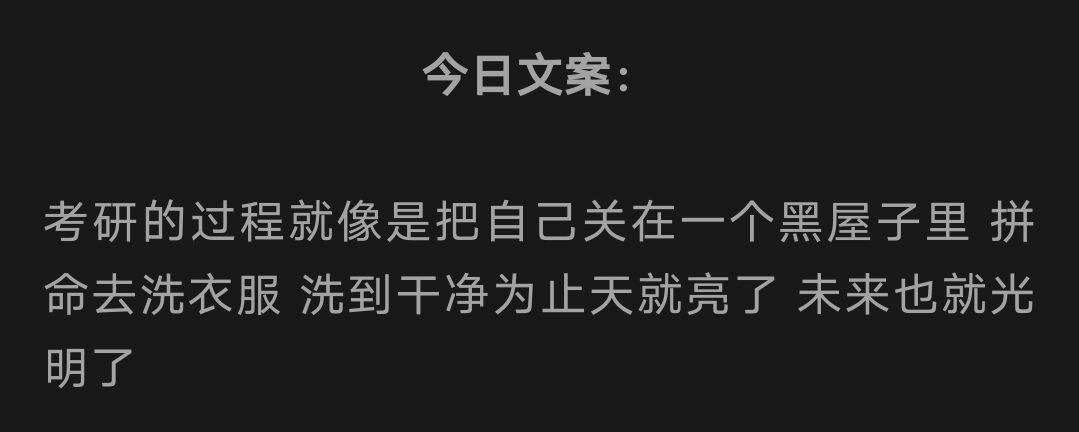 今日文案:
考研的过程就像是把自己关在一个黑屋子里 拼
命去洗衣服 洗到干净为止天就亮了 未来也就光
明了